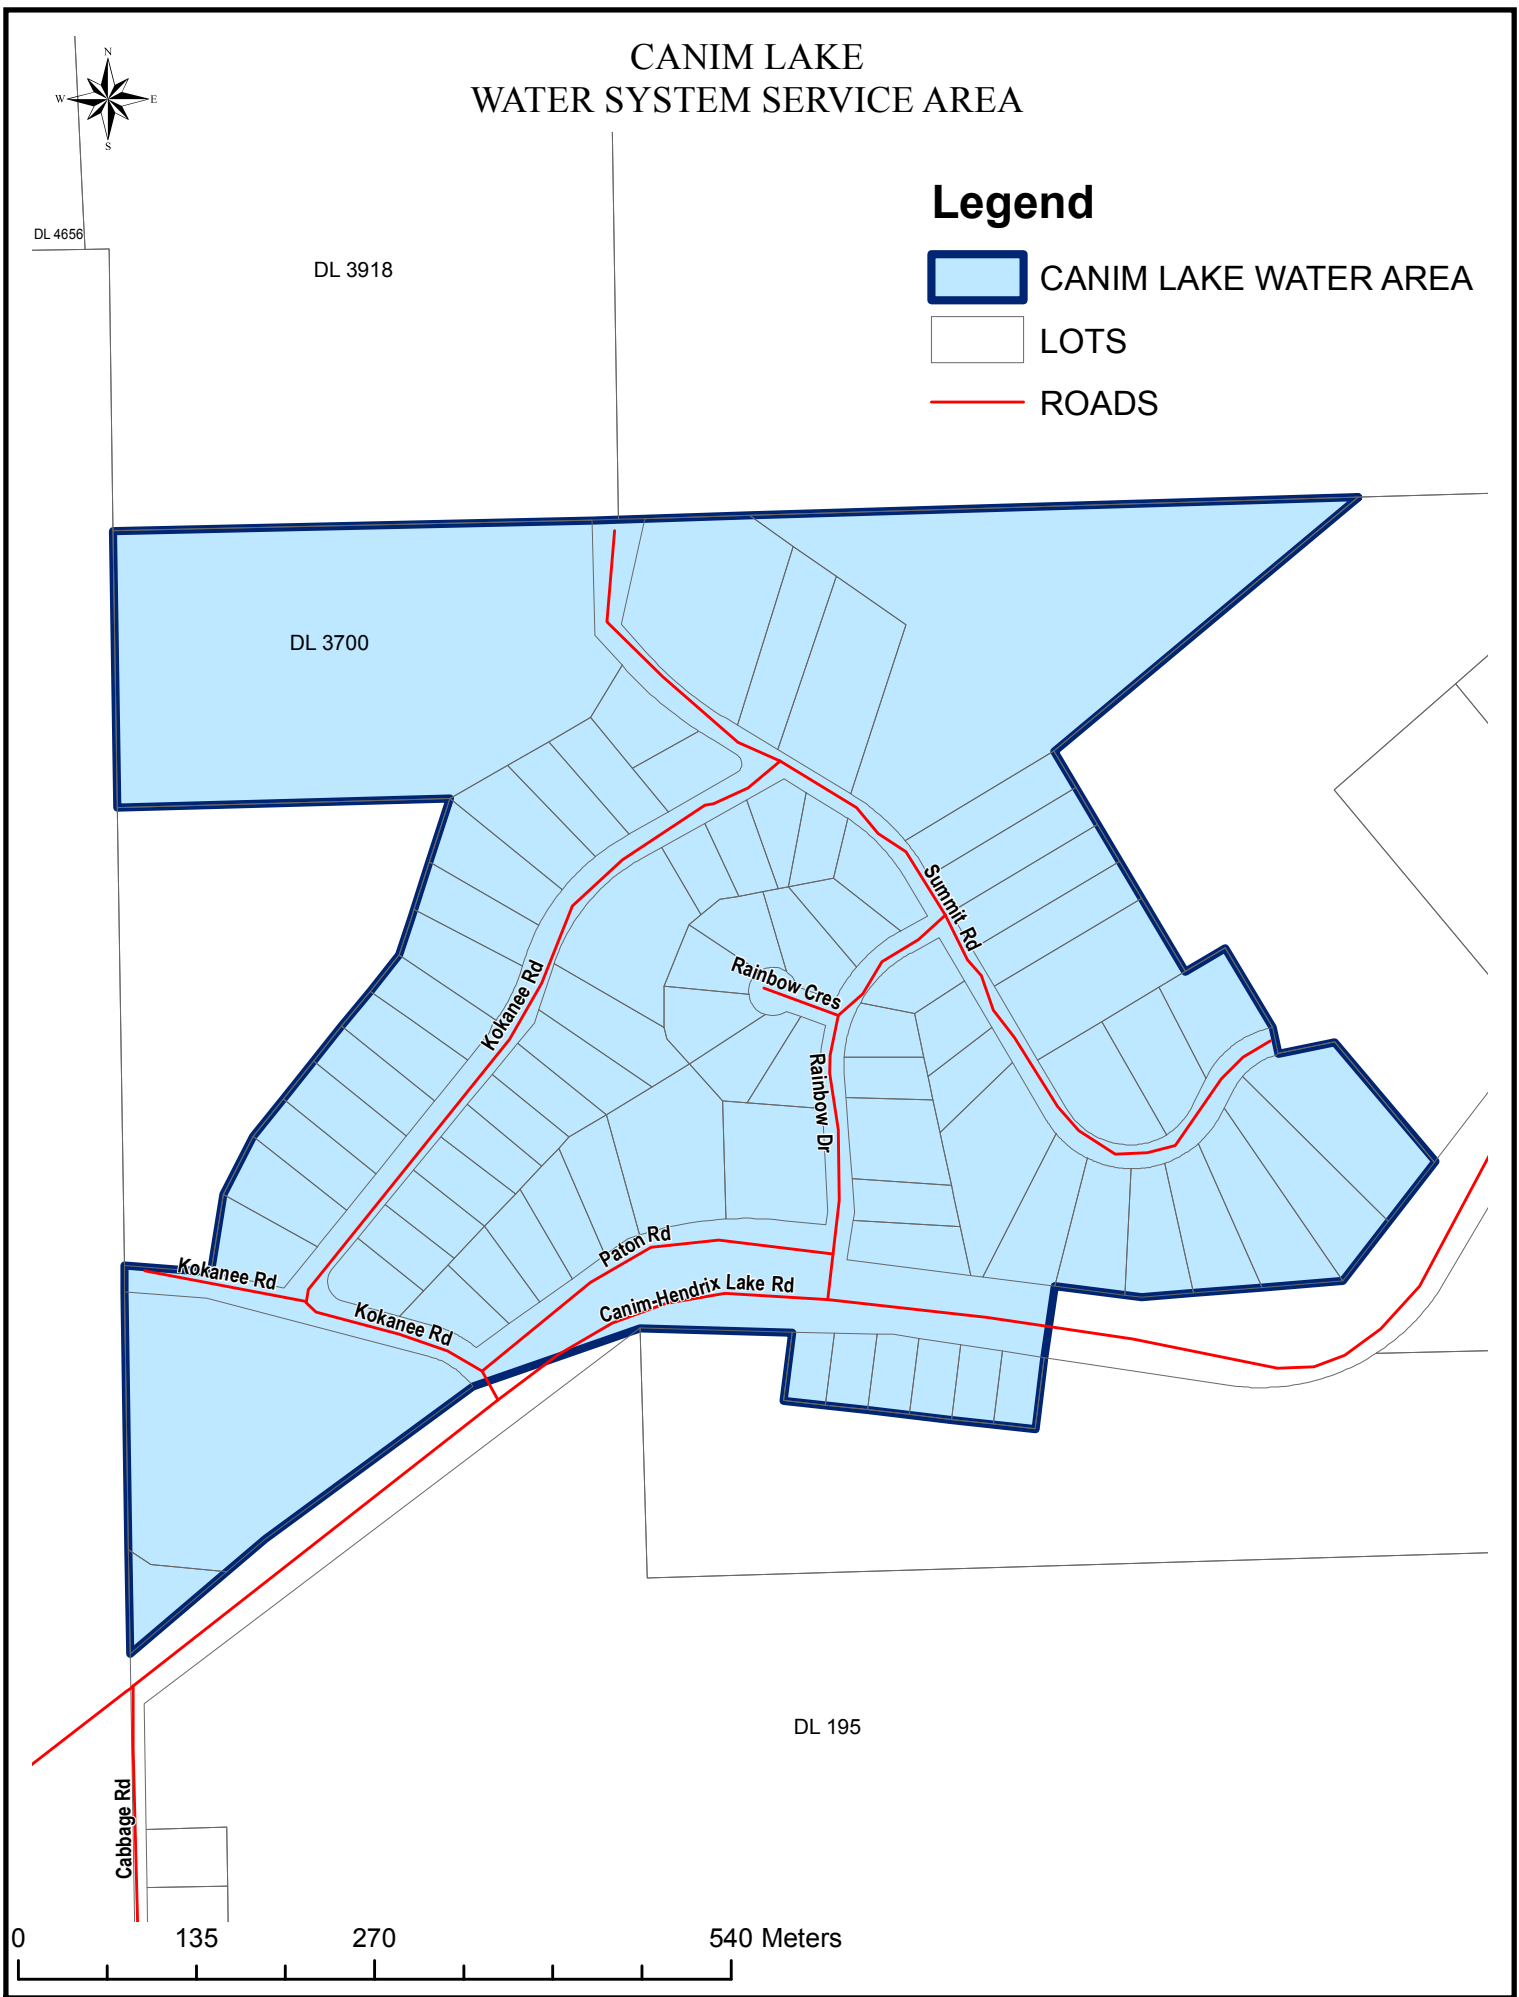 CANIM LAKE
WATER SYSTEM SERVICE AREA
N
W
E
S
Legend
CANIM LAKE WATER AREA
LOTS
ROADS
DL 4656
DL 3918
DL 3700
Summit Rd
Rainbow Cres
Kokanee Rd
Rainbow Dr
Paton Rd
Kokanee Rd
Canim-Hendrix Lake Rd
Kokanee Rd
DL 195
Cabbage Rd
0 135 270 540 Meters